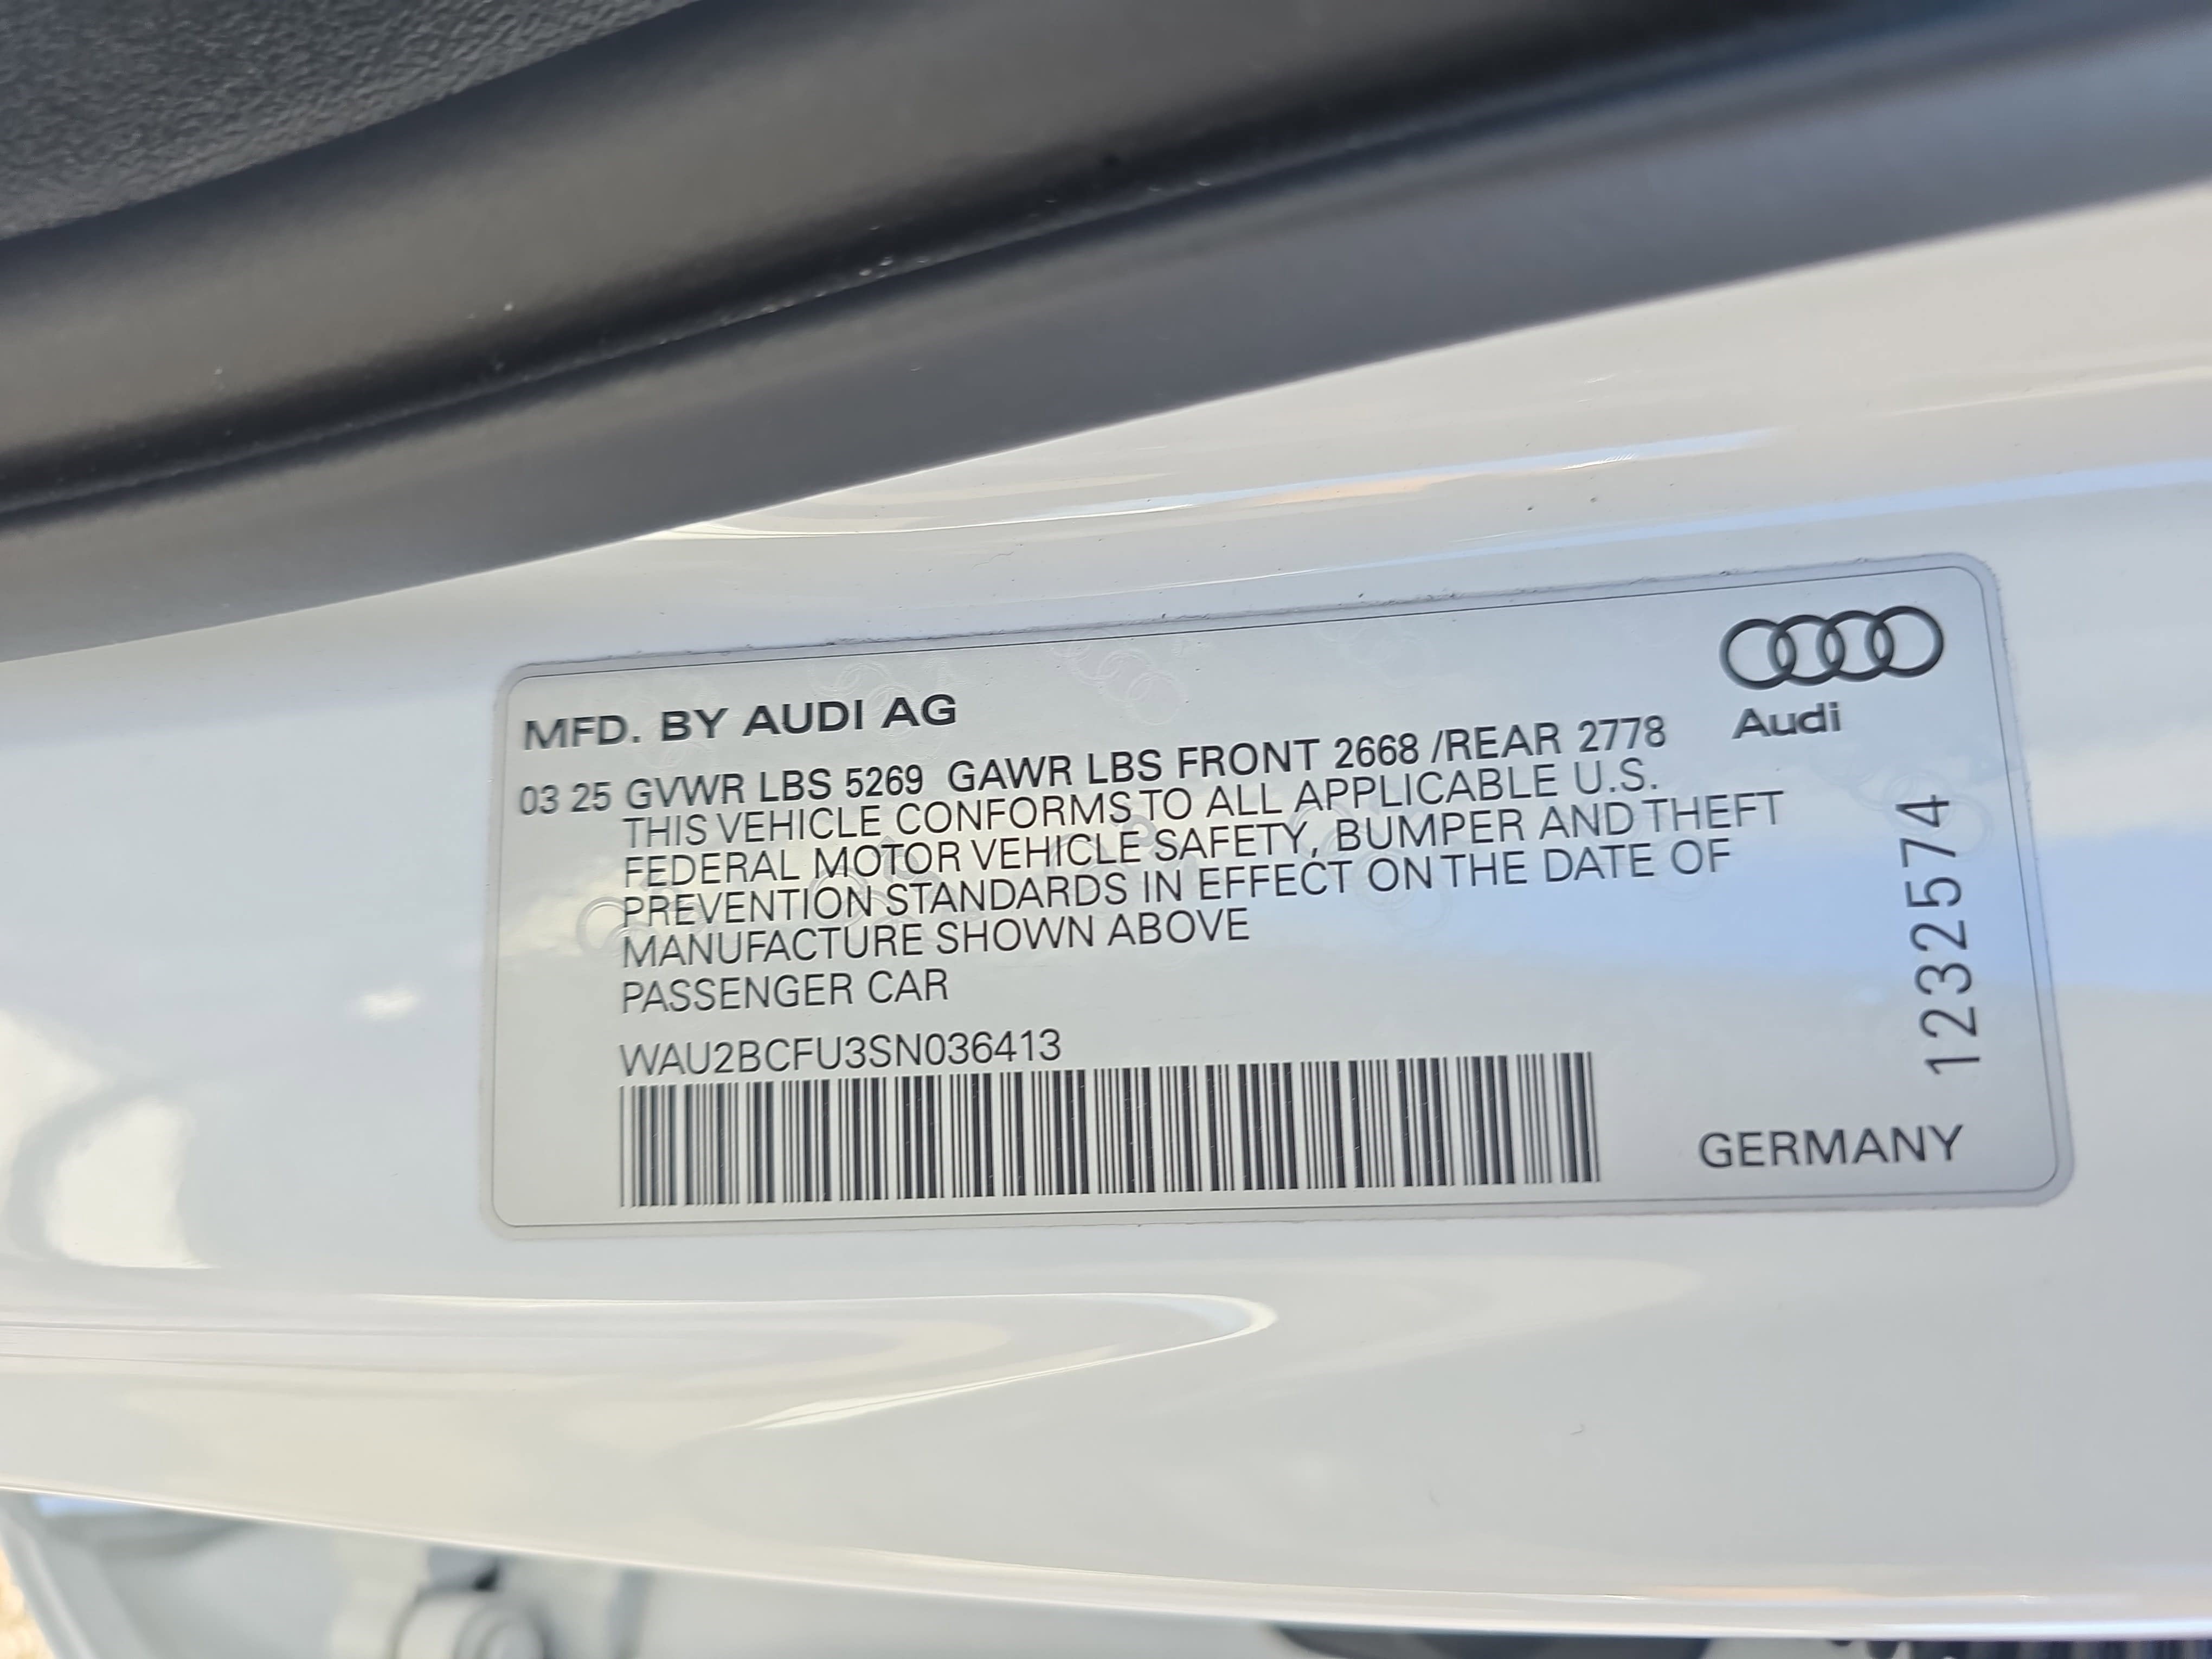 MFD. BY AUDI AG
Audi
03 25 GVWR LBS 5269 GAWR LBS FRONT 2668 /REAR 2778
THIS VEHICLE CONFORMS TO ALL APPLICABLE U.S.
FEDERAL MOTOR VEHICLE SAFETY, BUMPER AND THEFT
PREVENTION STANDARDS IN EFFECT ON THE DATE OF
MANUFACTURE SHOWN ABOVE
PASSENGER CAR
WAU2BCFU3SN036413
1232574
GERMANY